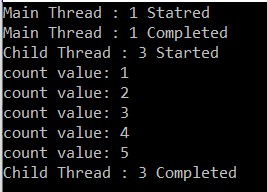 Main Thread : 1 Statred
Main Thread : 1 Completed
Child Thread : 3 Started
count value: 1
count value: 2
count value: 3
count value: 4
count value: 5
Child Thread : 3 Completed